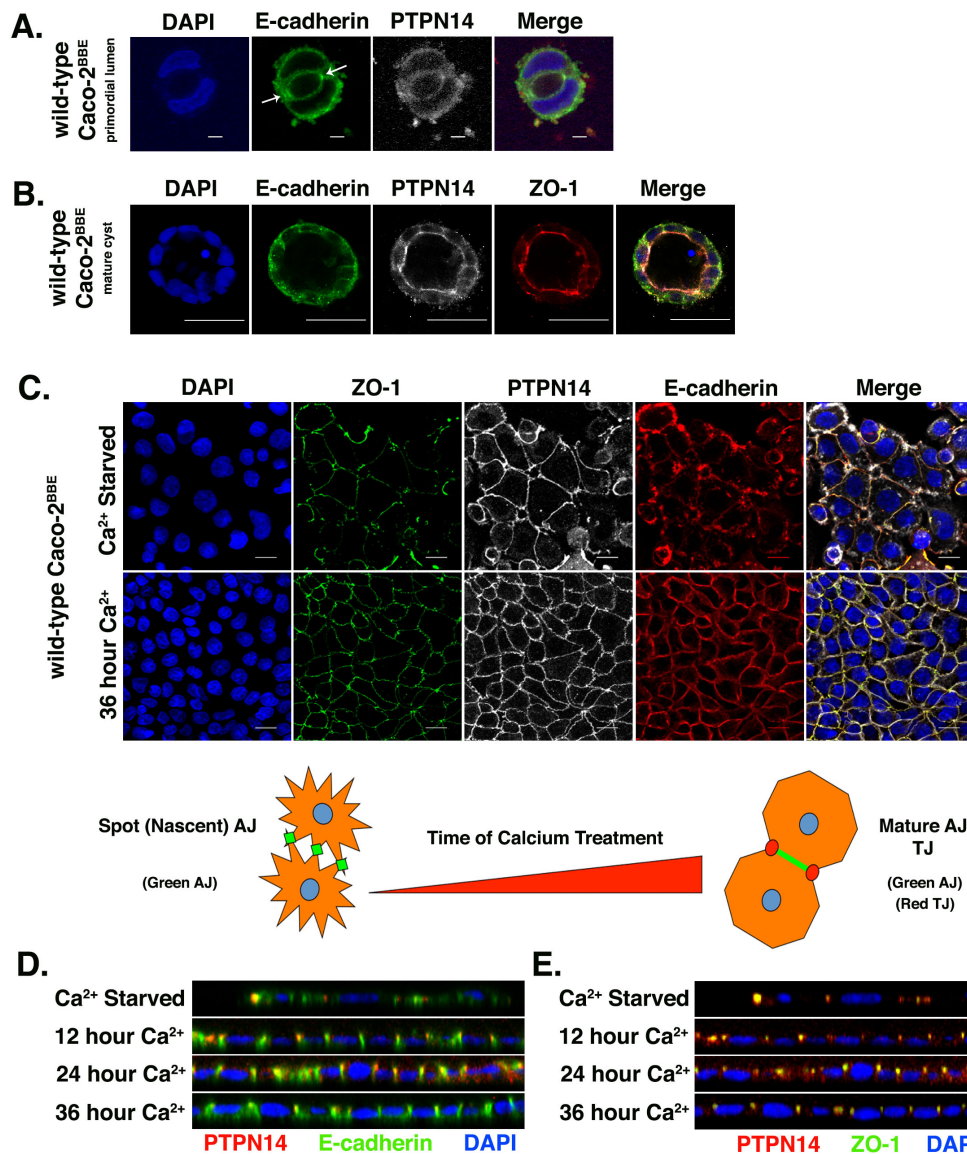 A.
DAPI E-cadherin PTPN14 Merge
wild-type
Caco-2ᴮᴮᴱ
primordial lumen
B.
DAPI E-cadherin PTPN14 ZO-1 Merge
wild-type
Caco-2ᴮᴮᴱ
mature cyst
C.
DAPI ZO-1 PTPN14 E-cadherin Merge
wild-type Caco-2ᴮᴮᴱ
Ca²⁺ Starved
36 hour Ca²⁺
Spot (Nascent) AJ
(Green AJ)
Time of Calcium Treatment
Mature AJ
TJ
(Green AJ)
(Red TJ)
D.
Ca²⁺ Starved
12 hour Ca²⁺
24 hour Ca²⁺
36 hour Ca²⁺
PTPN14 E-cadherin DAPI
E.
Ca²⁺ Starved
12 hour Ca²⁺
24 hour Ca²⁺
36 hour Ca²⁺
PTPN14 ZO-1 DAP